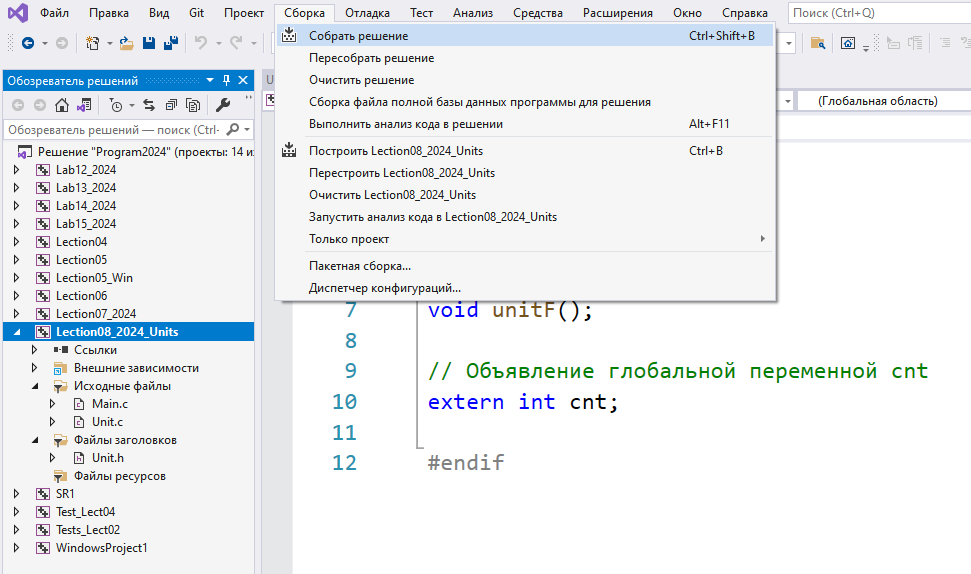 Файл Правка Вид Git Проект Сборка Отладка Тест Анализ Средства Расширения Окно Справка Поиск (Ctrl+Q)
Собрать решение Ctrl+Shift+B
Пересобрать решение
Очистить решение
Сборка файла полной базы данных программы для решения
Выполнить анализ кода в решении Alt+F11
Построить Lection08_2024_Units Ctrl+B
Перестроить Lection08_2024_Units
Очистить Lection08_2024_Units
Запустить анализ кода в Lection08_2024_Units
Только проект
Пакетная сборка...
Диспетчер конфигураций...
Обозреватель решений
Обозреватель решений — поиск (Ctrl-
Решение "Program2024" (проекты: 14 из
Lab12_2024
Lab13_2024
Lab14_2024
Lab15_2024
Lection04
Lection05
Lection05_Win
Lection06
Lection07_2024
Lection08_2024_Units
Ссылки
Внешние зависимости
Исходные файлы
Main.c
Unit.c
Файлы заголовков
Unit.h
Файлы ресурсов
SR1
Test_Lect04
Tests_Lect02
WindowsProject1
(Глобальная область)
7 void unitF();
8
9 // Объявление глобальной переменной cnt
10 extern int cnt;
11
12 #endif